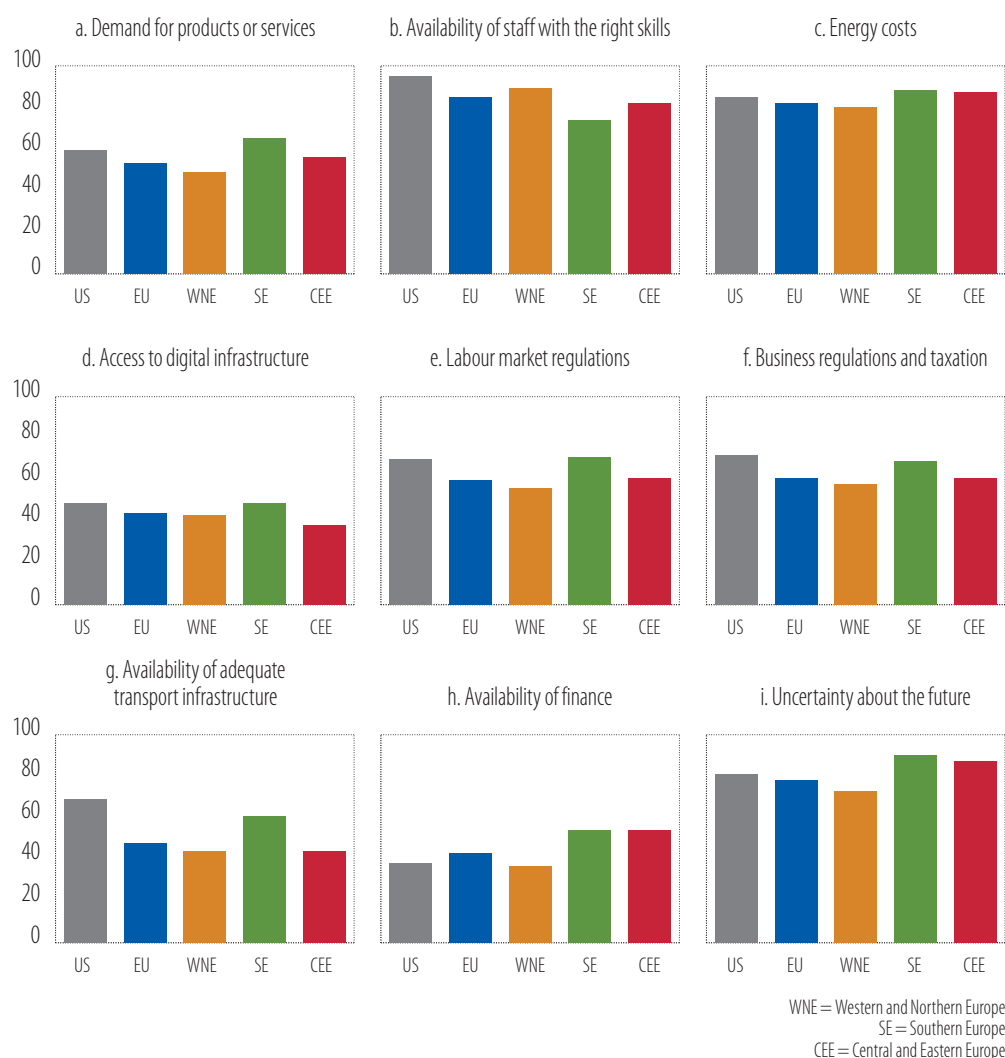 a. Demand for products or services
b. Availability of staff with the right skills
c. Energy costs
100
80
60
40
20
0
US EU WNE SE CEE
US EU WNE SE CEE
US EU WNE SE CEE
d. Access to digital infrastructure
e. Labour market regulations
f. Business regulations and taxation
100
80
60
40
20
0
US EU WNE SE CEE
US EU WNE SE CEE
US EU WNE SE CEE
g. Availability of adequate
transport infrastructure
h. Availability of finance
i. Uncertainty about the future
100
80
60
40
20
0
US EU WNE SE CEE
US EU WNE SE CEE
US EU WNE SE CEE
WNE = Western and Northern Europe
SE = Southern Europe
CEE = Central and Eastern Europe